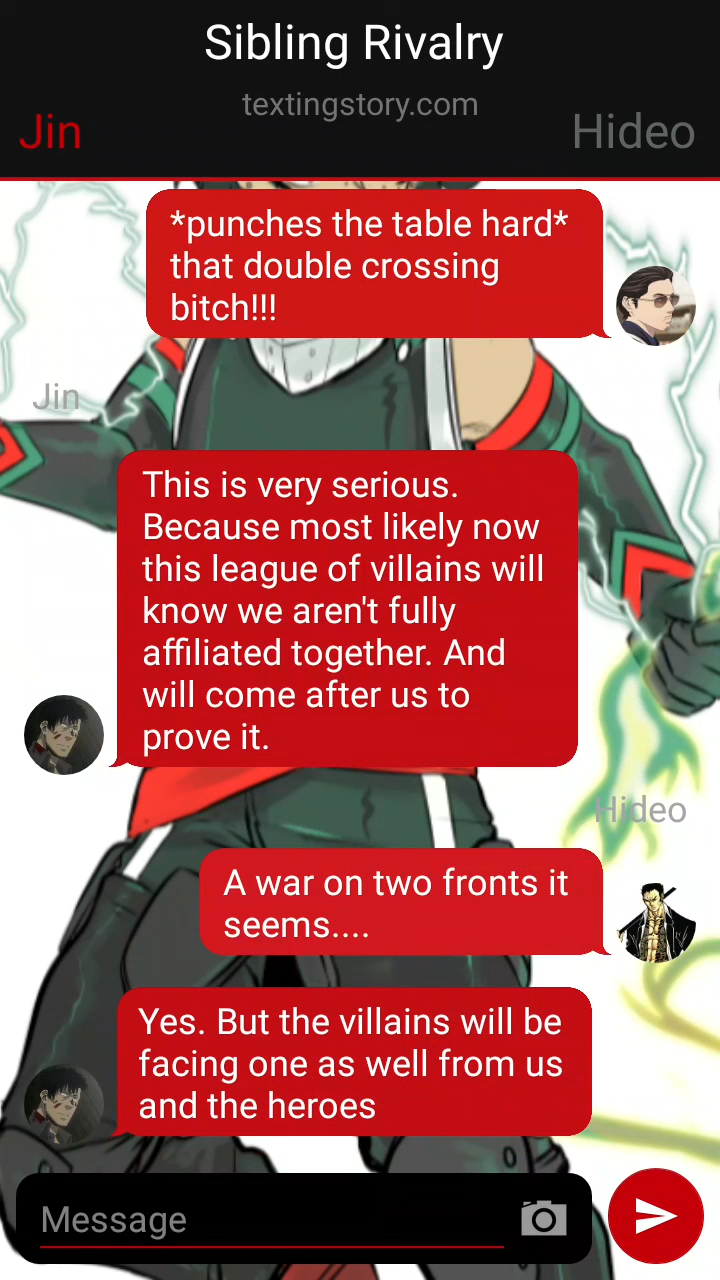 Sibling Rivalry
textingstory.com
Jin
Hideo
*punches the table hard*
that double crossing
bitch!!!
Jin
This is very serious.
Because most likely now
this league of villains will
know we aren't fully
affiliated together. And
will come after us to
prove it.
Hideo
A war on two fronts it
seems....
Yes. But the villains will be
facing one as well from us
and the heroes
Message